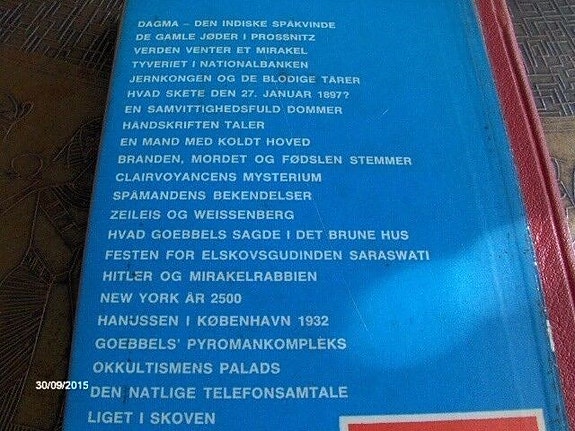 DAGMA – DEN INDISKE SPÅKVINDE
DE GAMLE JØDER I PROSSNITZ
VERDEN VENTER ET MIRAKEL
TYVERIET I NATIONALBANKEN
JERNKONGEN OG DE BLODIGE TÅRER
HVAD SKETE DEN 27. JANUAR 1897?
EN SAMVITTIGHEDSFULD DOMMER
HÅNDSKRIFTEN TALER
EN MAND MED KOLDT HOVED
BRANDEN, MORDET OG FØDSLEN STEMMER
CLAIRVOYANCENS MYSTERIUM
SPÅMANDENS BEKENDELSER
ZEILEIS OG WEISSENBERG
HVAD GOEBBELS SAGDE I DET BRUNE HUS
FESTEN FOR ELSKOVSGUDINDEN SARASWATI
HITLER OG MIRAKELRABBIEN
NEW YORK ÅR 2500
HANUSSEN I KØBENHAVN 1932
GOEBBELS' PYROMANKOMPLEKS
OKKULTISMENS PALADS
DEN NATLIGE TELEFONSAMTALE
LIGET I SKOVEN
30/09/2015